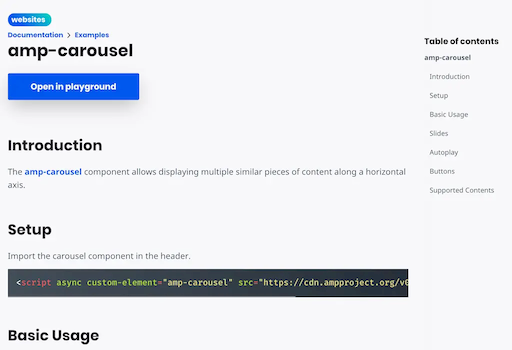 websites
Documentation > Examples
amp-carousel
Open in playground
Introduction
The amp-carousel component allows displaying multiple similar pieces of content along a horizontal
axis.
Setup
Import the carousel component in the header.
<script async custom-element="amp-carousel" src="https://cdn.ampproject.org/v0
Basic Usage
Table of contents
amp-carousel
Introduction
Setup
Basic Usage
Slides
Autoplay
Buttons
Supported Contents